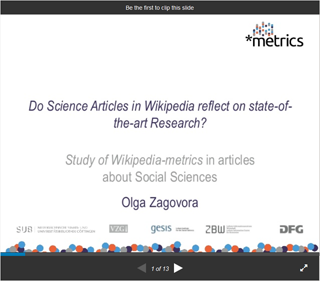 Be the first to clip this slide
*metrics
Do Science Articles in Wikipedia reflect on state-of-
the-art Research?
Study of Wikipedia-metrics in articles
about Social Sciences
Olga Zagovora
SUB
VZG
gesis
ZBW
DFG
1 of 13